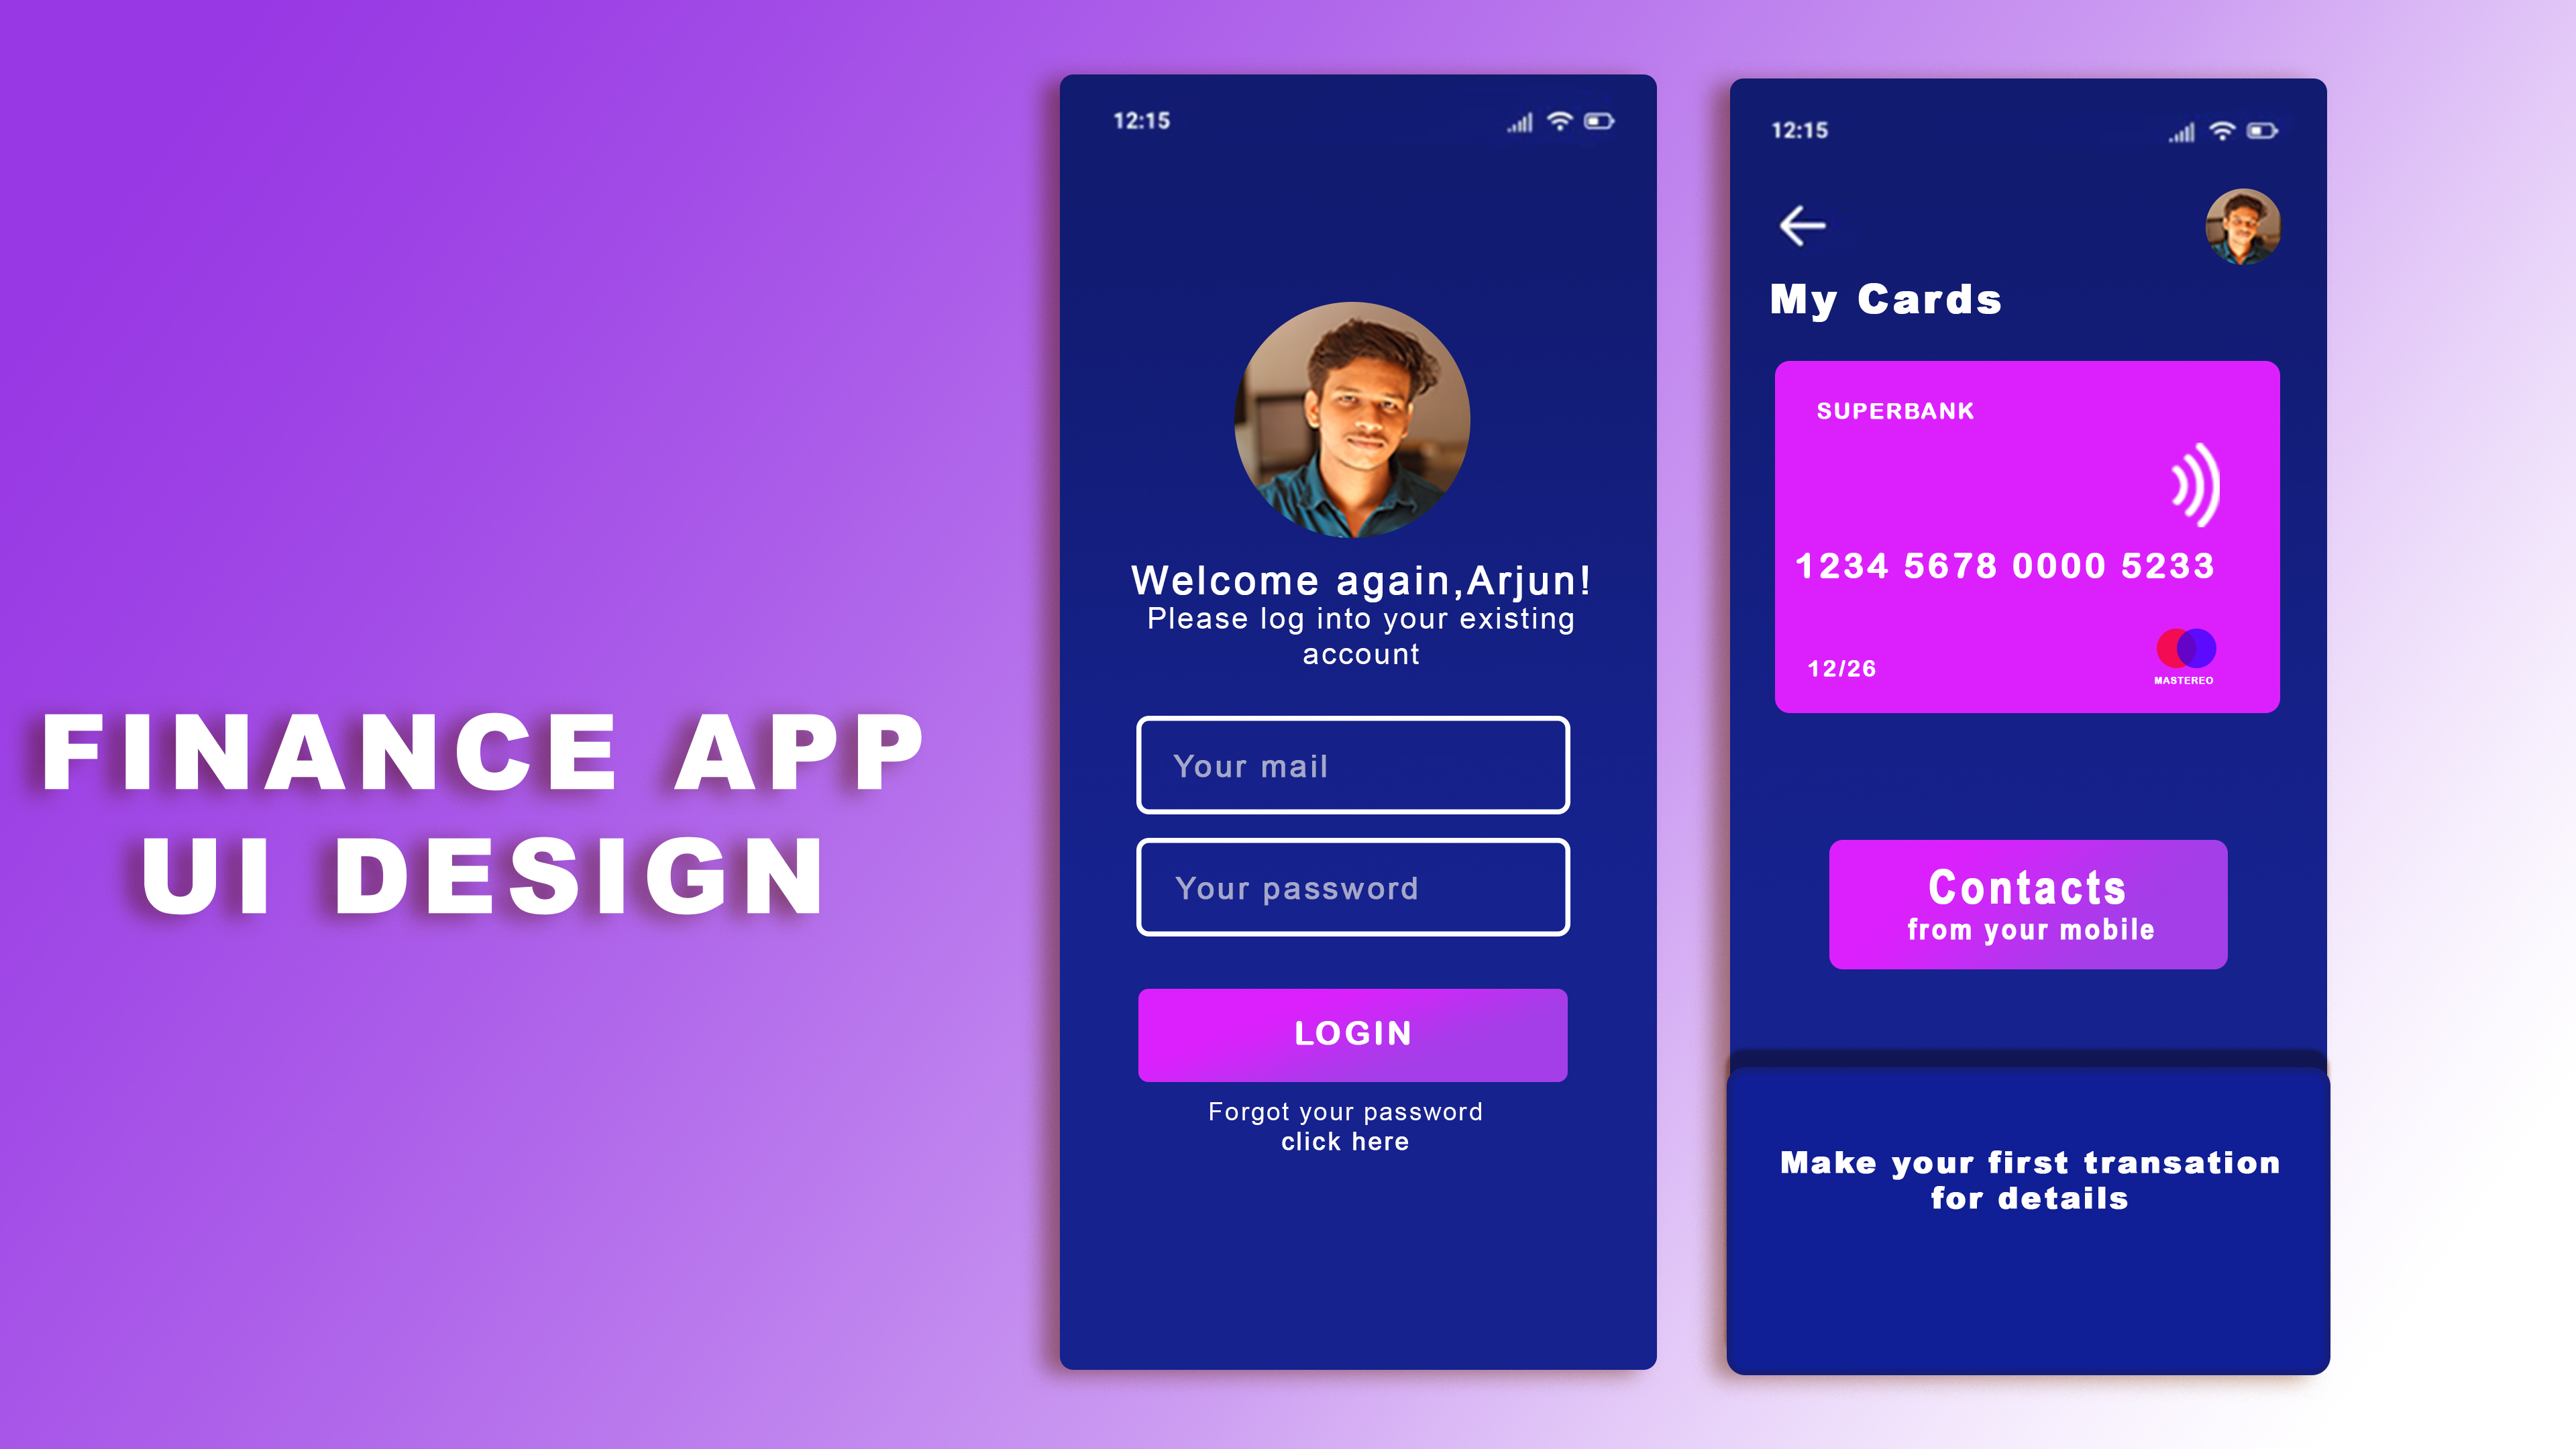 FINANCE APP
UI DESIGN
12:15
Welcome again,Arjun!
Please log into your existing
account
Your mail
Your password
LOGIN
Forgot your password
click here
12:15
My Cards
SUPERBANK
1234 5678 0000 5233
12/26
MASTEREO
Contacts
from your mobile
Make your first transation
for details